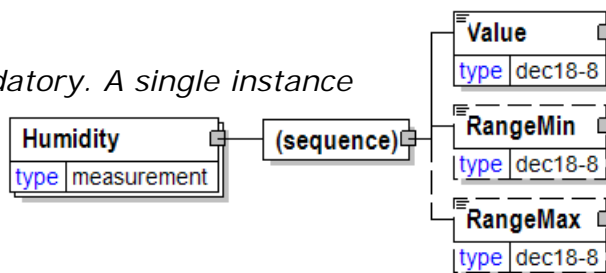 Value
type dec18-8
datory. A single instance
Humidity
type measurement
(sequence)
RangeMin
type dec18-8
RangeMax
type dec18-8